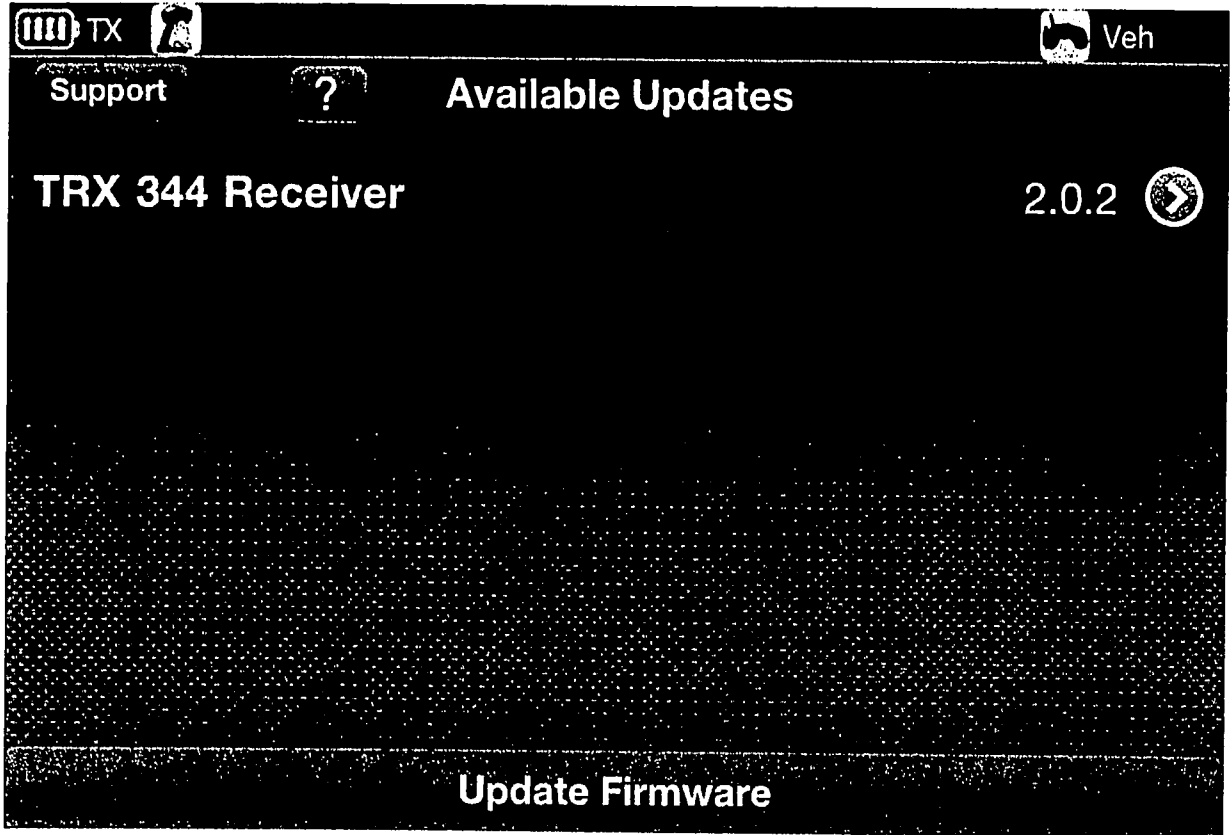 TX Veh
Support ? Available Updates
TRX 344 Receiver 2.0.2
Update Firmware